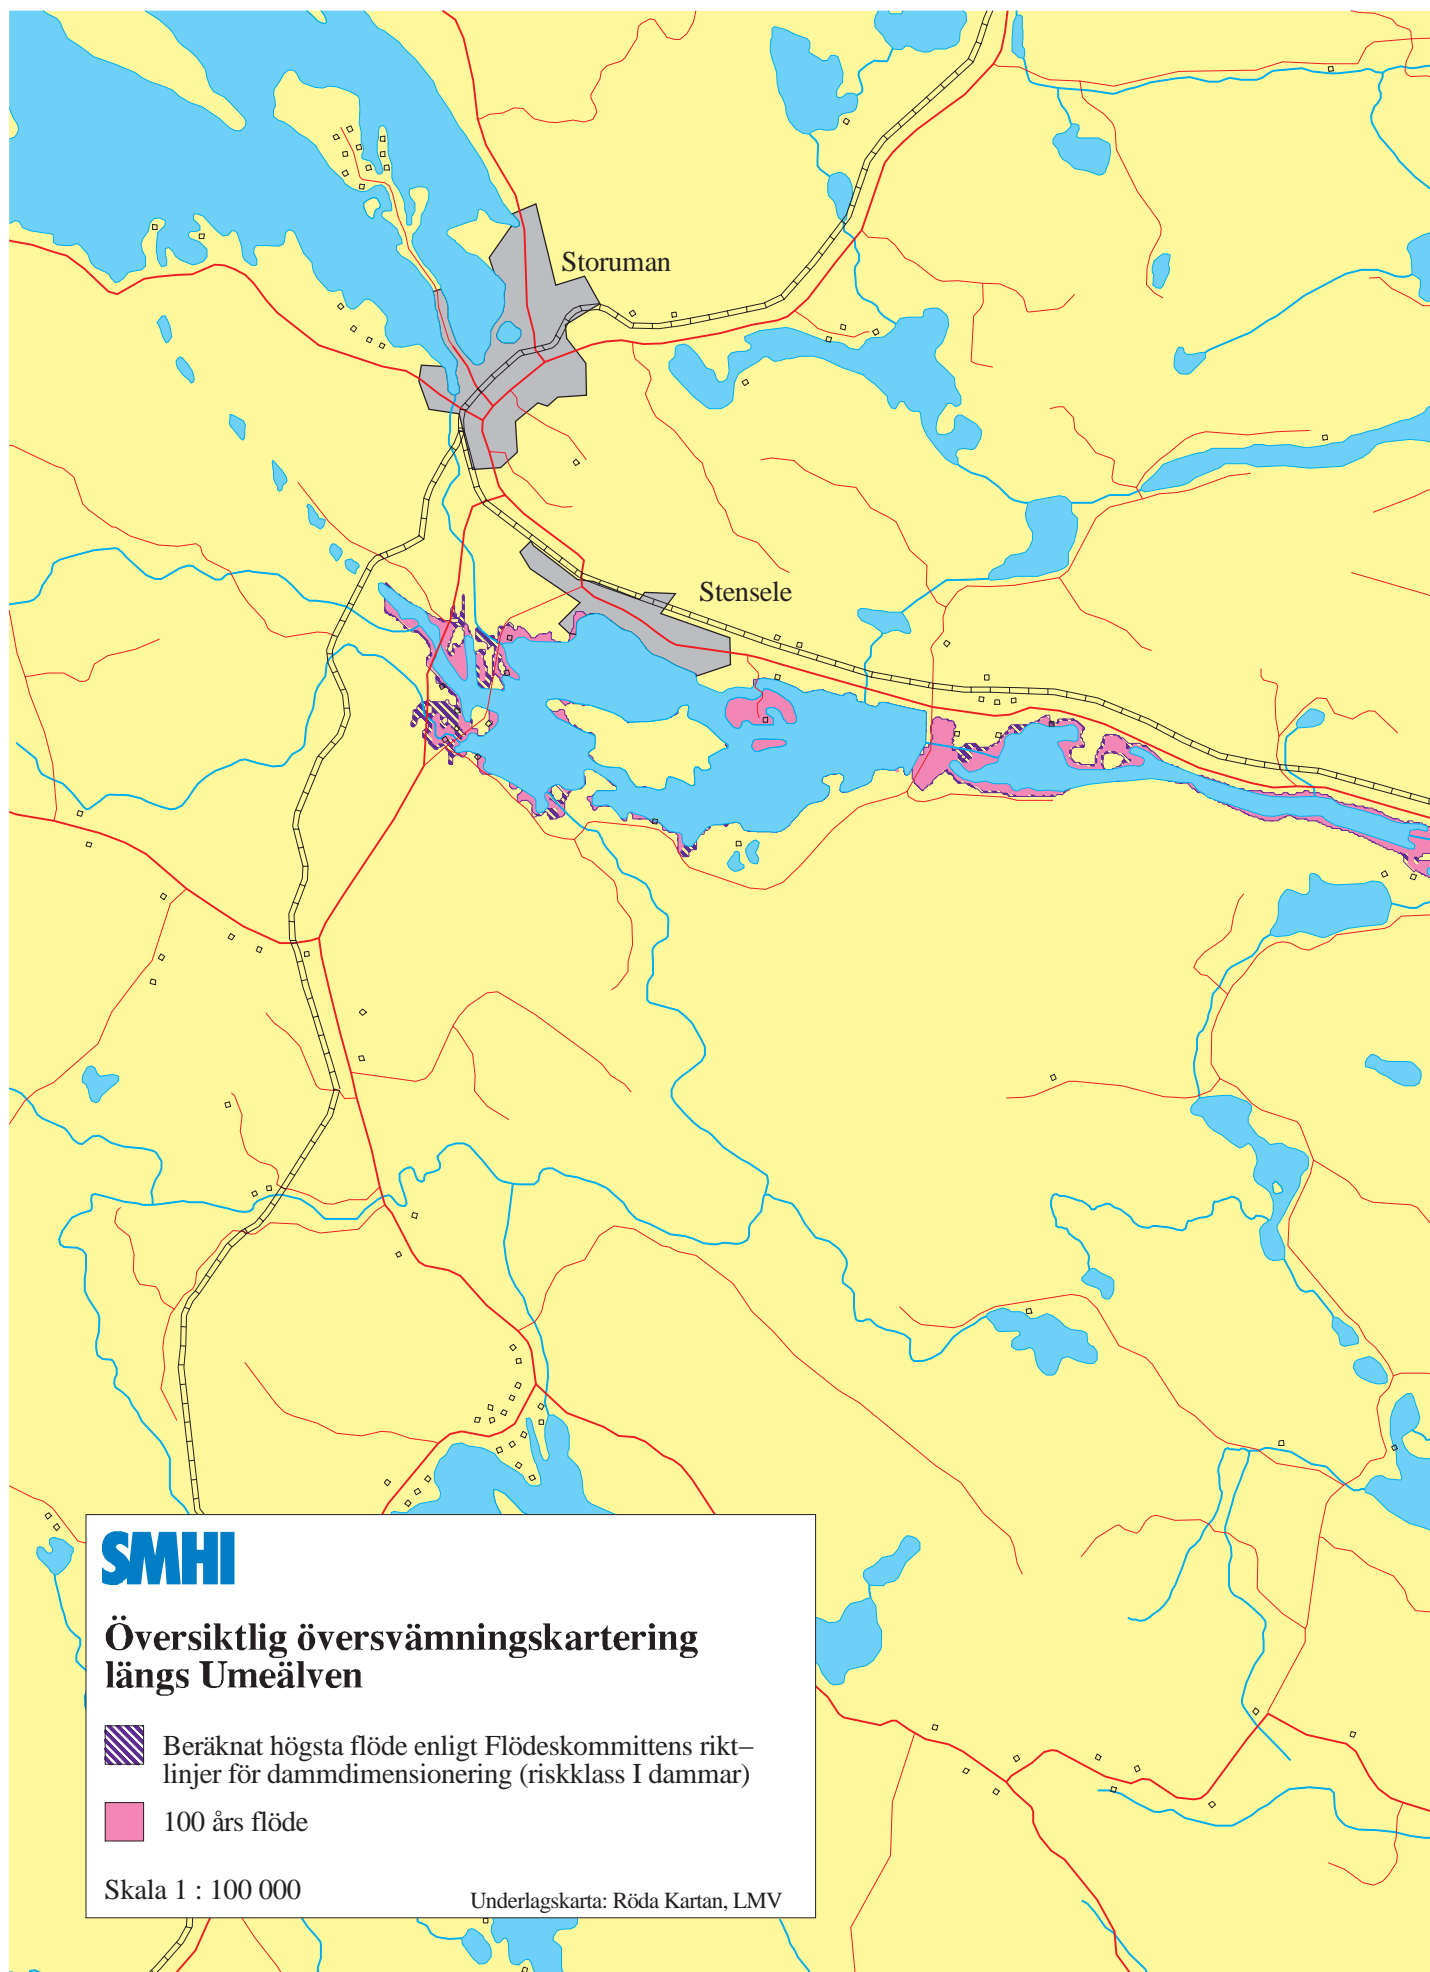 Storuman
Stensele
SMHI
Översiktlig översvämningskartering
längs Umeälven
Beräknat högsta flöde enligt Flödeskommittens rikt–
linjer för dammdimensionering (riskklass I dammar)
100 års flöde
Skala 1 : 100 000
Underlagskarta: Röda Kartan, LMV